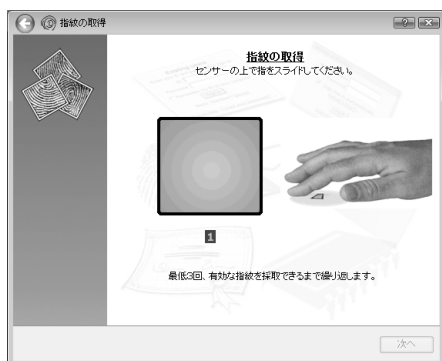 指紋の取得
指紋の取得
センサーの上で指をスライドしてください。
1
最低3回、有効な指紋を採取できるまで繰り返します。
次へ